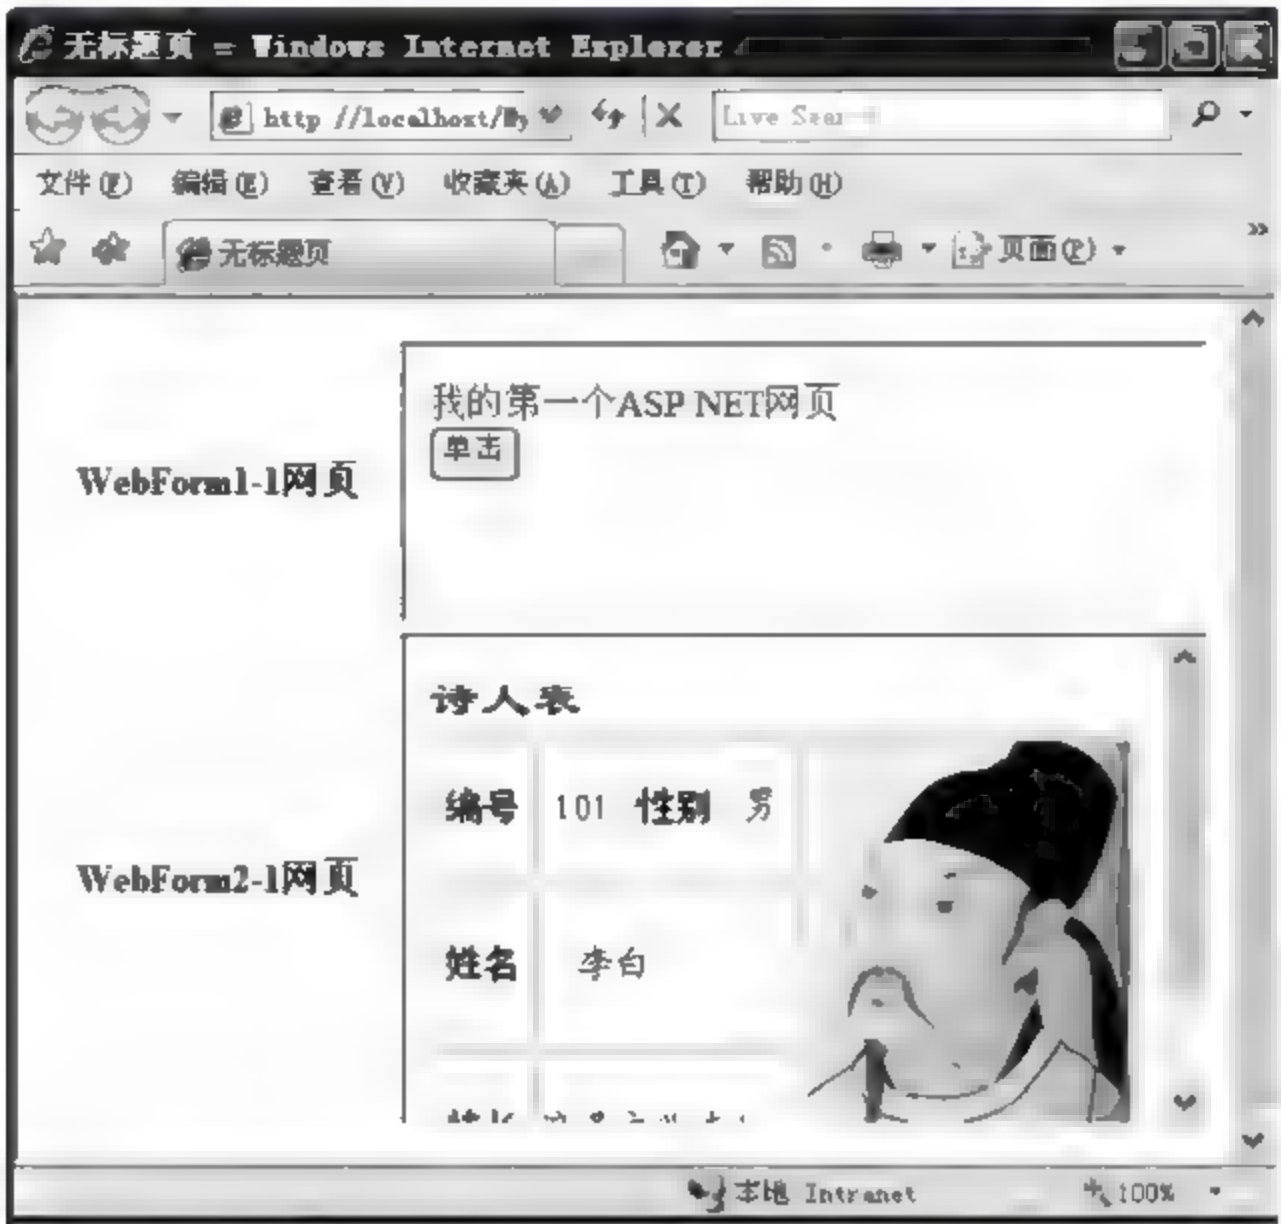 无标题页 - Windows Internet Explorer
http //localhost/My
Live Sear
文件(F) 编辑(E) 查看(V) 收藏夹(A) 工具(T) 帮助(H)
无标题页
页面(P)
»
我的第一个ASP NET网页
单击
WebForm1-1网页
诗人表
编号 101 性别 男
WebForm2-1网页
姓名 李白
本地 Intranet
100%